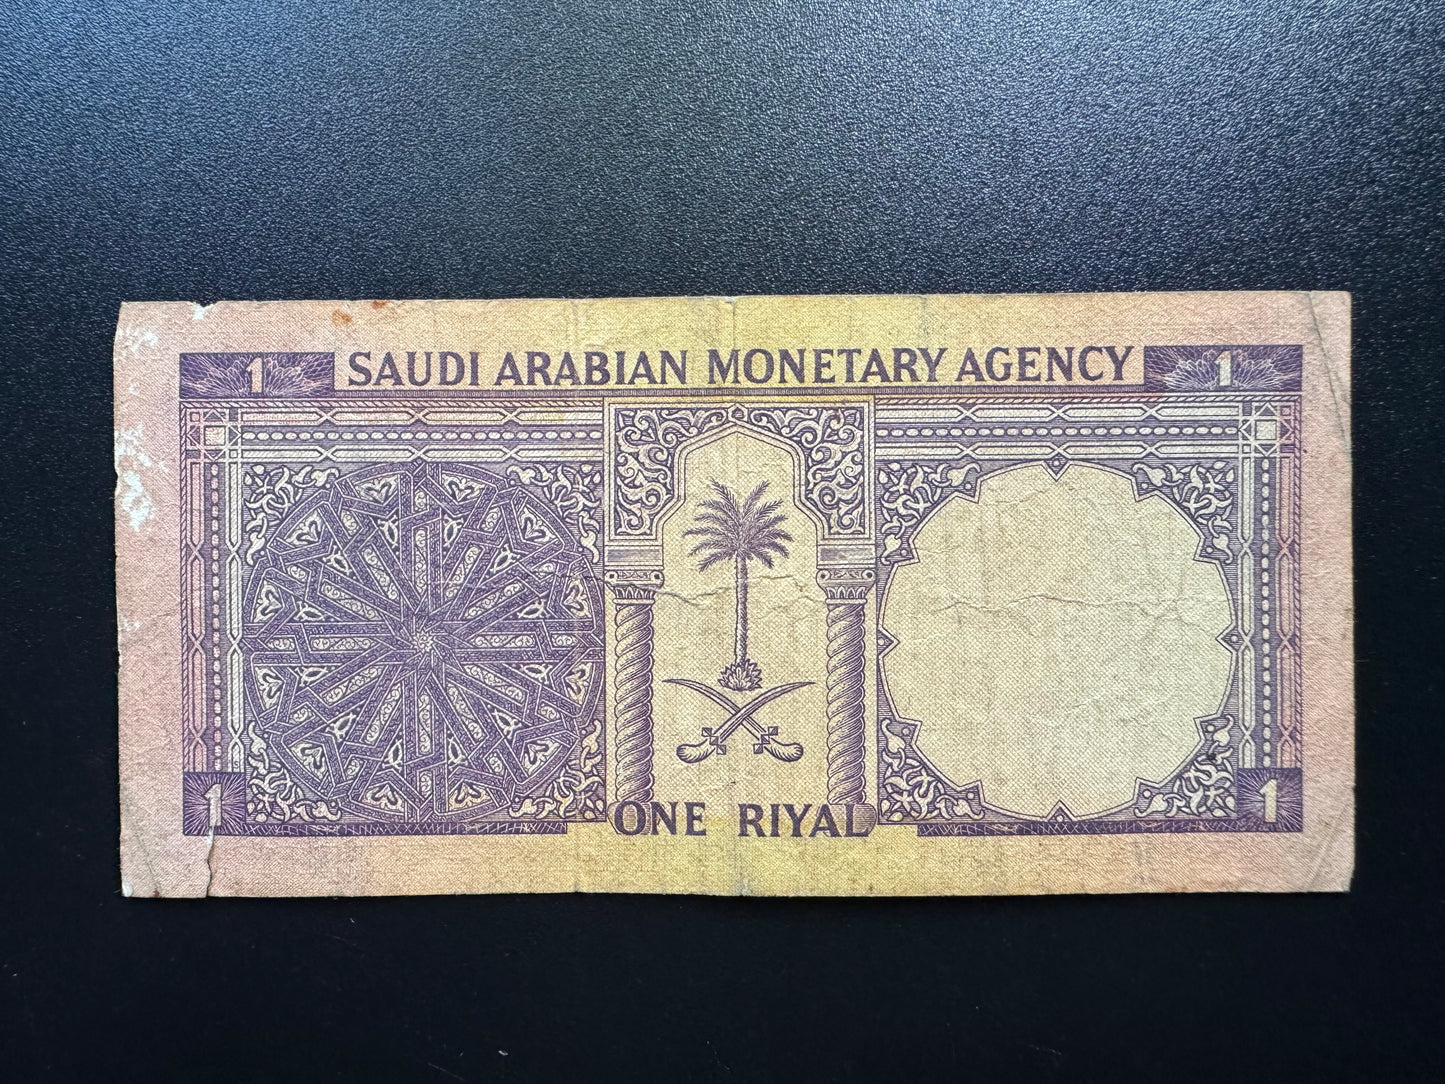 1 SAUDI ARABIAN MONETARY AGENCY 1
1 ONE RIYAL 1